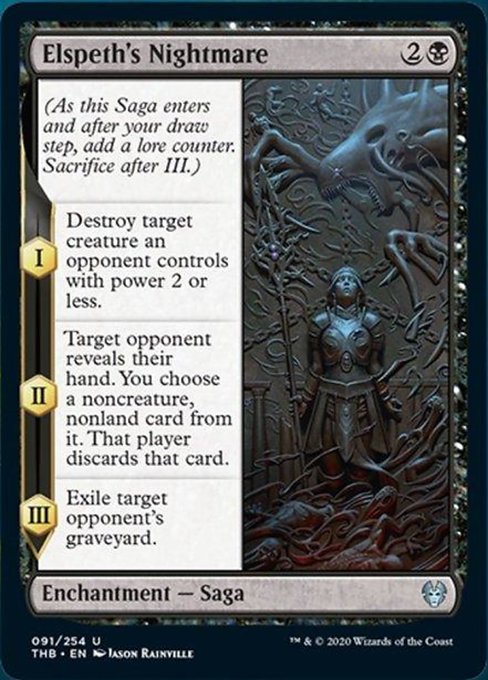 Elspeth's Nightmare 2
(As this Saga enters
and after your draw
step, add a lore counter.
Sacrifice after III.)
I
Destroy target
creature an
opponent controls
with power 2 or
less.
II
Target opponent
reveals their
hand. You choose
a noncreature,
nonland card from
it. That player
discards that card.
III
Exile target
opponent's
graveyard.
Enchantment — Saga
091/254 U
THB • EN Jason Rainville
™ & © 2020 Wizards of the Coast